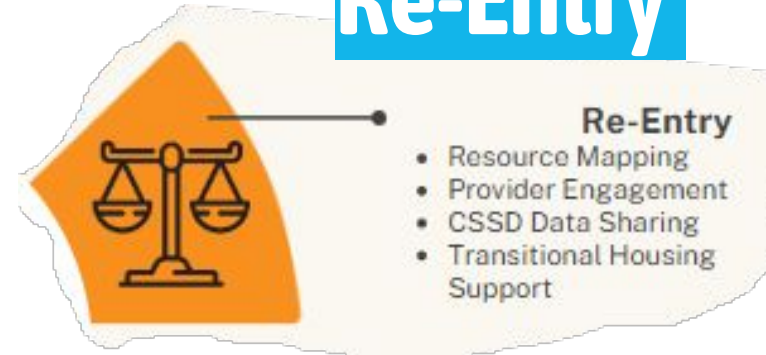 Re-Entry
Re-Entry
• Resource Mapping
• Provider Engagement
• CSSD Data Sharing
• Transitional Housing
Support